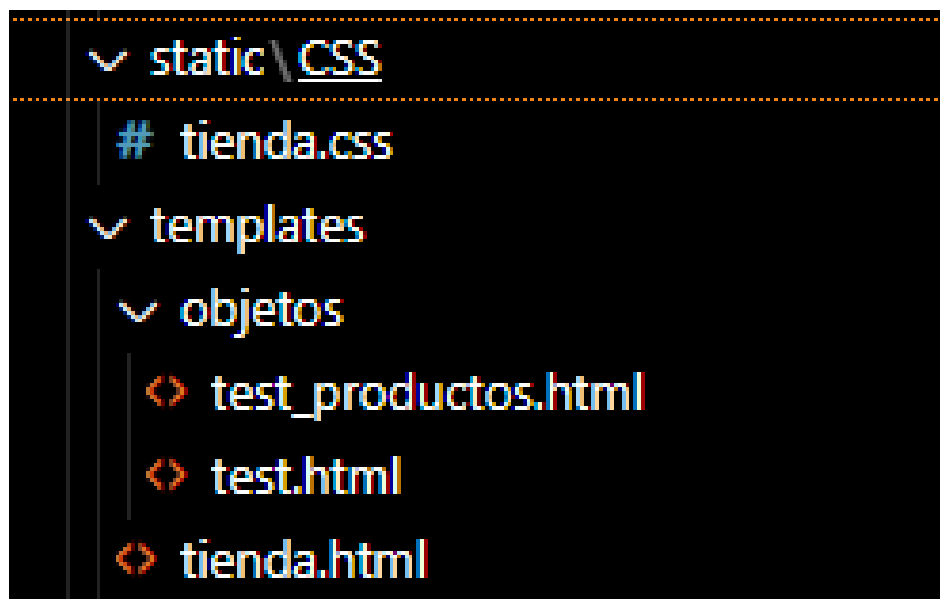 static\CSS
# tienda.css
templates
objetos
<> test_productos.html
<> test.html
<> tienda.html